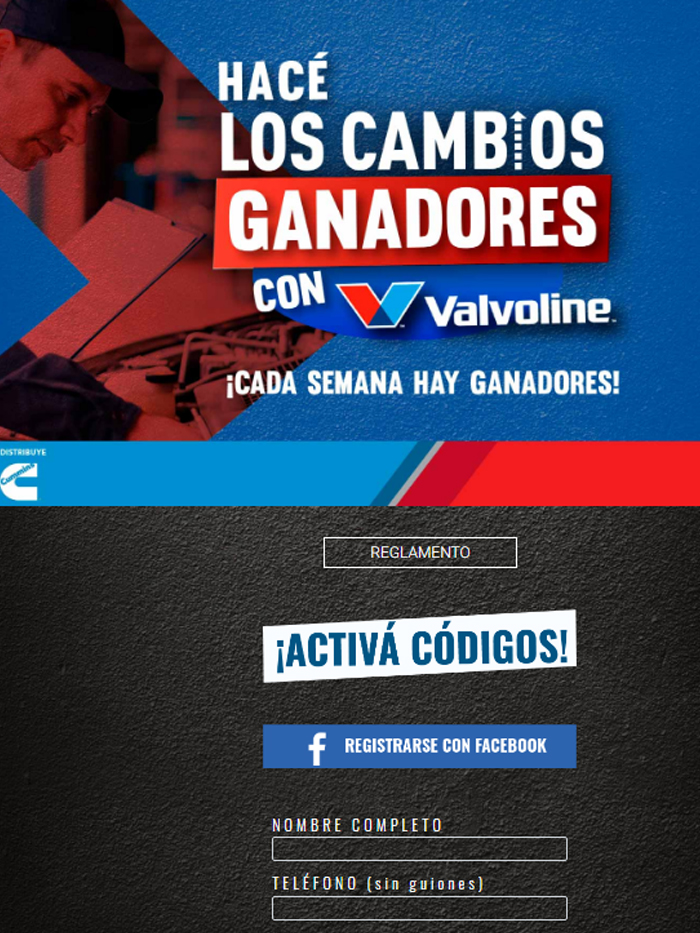 HACÉ
LOS CAMBIOS
GANADORES
CON Valvoline
¡CADA SEMANA HAY GANADORES!
DISTRIBUYE
Cummins
REGLAMENTO
¡ACTIVÁ CÓDIGOS!
REGISTRARSE CON FACEBOOK
NOMBRE COMPLETO
TELÉFONO (sin guiones)